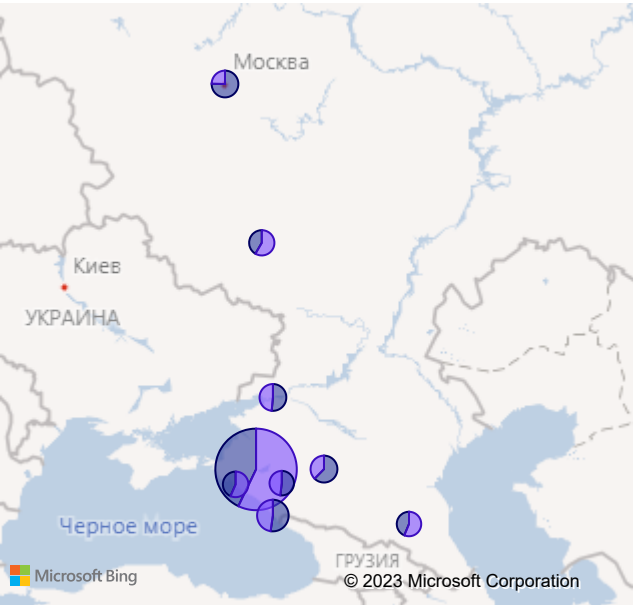 Москва
Киев
УКРАИНА
Черное море
ГРУЗИЯ
Microsoft Bing
© 2023 Microsoft Corporation